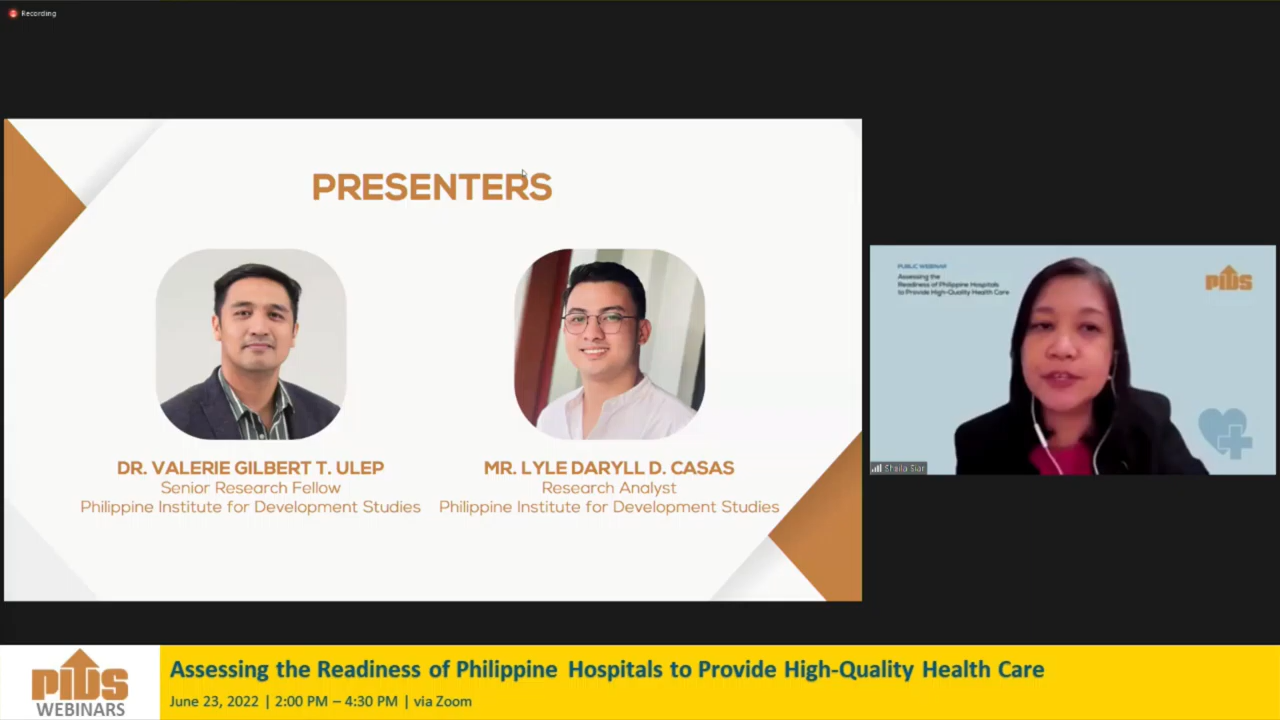 Recording
PRESENTERS
DR. VALERIE GILBERT T. ULEP
Senior Research Fellow
Philippine Institute for Development Studies
MR. LYLE DARYLL D. CASAS
Research Analyst
Philippine Institute for Development Studies
PUBLIC WEBINAR
Assessing the
Readiness of Philippine Hospitals
to Provide High-Quality Health Care
PIDS
Sheila Siar
PIDS
WEBINARS
Assessing the Readiness of Philippine Hospitals to Provide High-Quality Health Care
June 23, 2022 | 2:00 PM – 4:30 PM | via Zoom